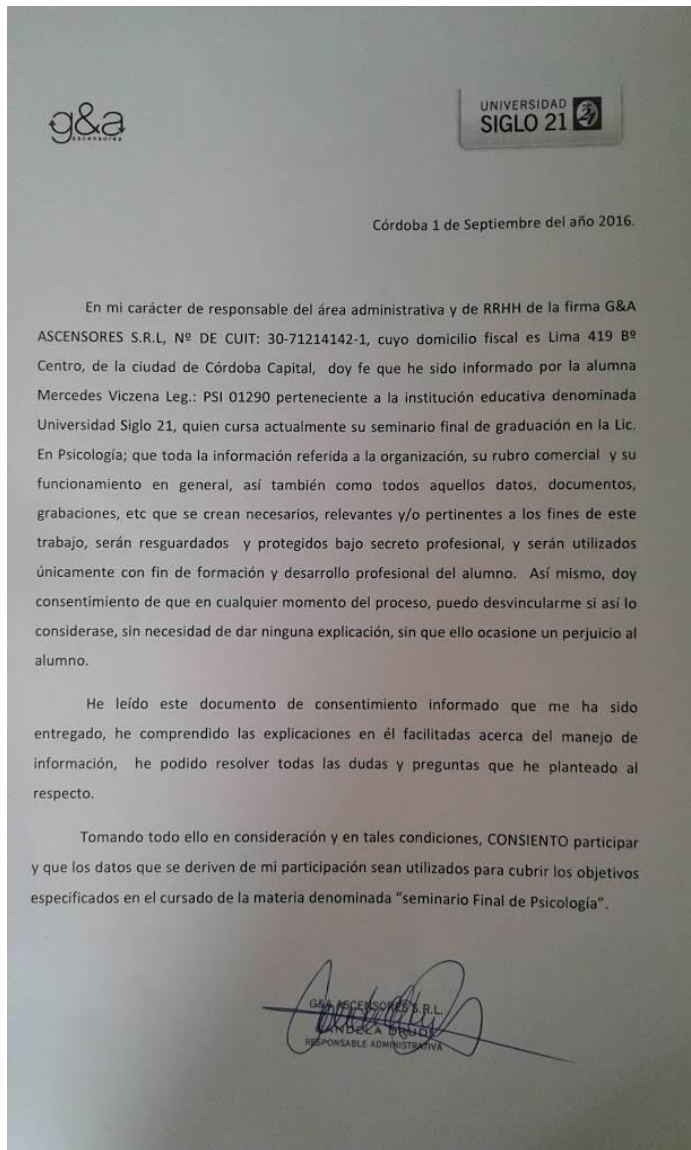 g&a
ascensores
UNIVERSIDAD
SIGLO 21
Córdoba 1 de Septiembre del año 2016.
En mi carácter de responsable del área administrativa y de RRHH de la firma G&A
ASCENSORES S.R.L, Nº DE CUIT: 30-71214142-1, cuyo domicilio fiscal es Lima 419 Bº
Centro, de la ciudad de Córdoba Capital, doy fe que he sido informado por la alumna
Mercedes Viczena Leg.: PSI 01290 perteneciente a la institución educativa denominada
Universidad Siglo 21, quien cursa actualmente su seminario final de graduación en la Lic.
En Psicología; que toda la información referida a la organización, su rubro comercial y su
funcionamiento en general, así también como todos aquellos datos, documentos,
grabaciones, etc que se crean necesarios, relevantes y/o pertinentes a los fines de este
trabajo, serán resguardados y protegidos bajo secreto profesional, y serán utilizados
únicamente con fin de formación y desarrollo profesional del alumno. Así mismo, doy
consentimiento de que en cualquier momento del proceso, puedo desvincularme si así lo
considerase, sin necesidad de dar ninguna explicación, sin que ello ocasione un perjuicio al
alumno.
He leído este documento de consentimiento informado que me ha sido
entregado, he comprendido las explicaciones en él facilitadas acerca del manejo de
información, he podido resolver todas las dudas y preguntas que he planteado al
respecto.
Tomando todo ello en consideración y en tales condiciones, CONSIENTO participar
y que los datos que se deriven de mi participación sean utilizados para cubrir los objetivos
especificados en el cursado de la materia denominada “seminario Final de Psicología”.
G&A ASCENSORES S.R.L.
RESPONSABLE ADMINISTRATIVA